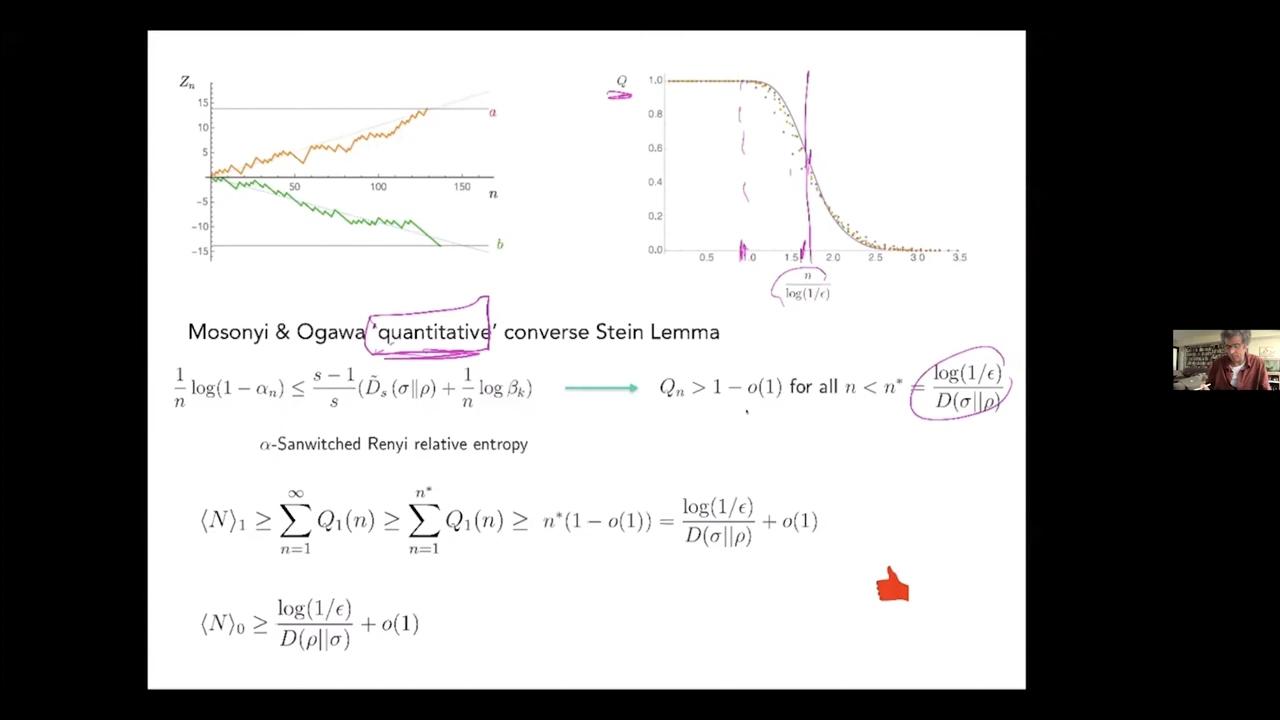 Z_n
15
10
5
50 100 150
n
−5
−10
−15
a
b
Q
1.0
0.8
0.6
0.4
0.2
0.0
0.5 1.0 1.5 2.0 2.5 3.0 3.5
n / log(1/ϵ)
Mosonyi & Ogawa 'quantitative' converse Stein Lemma
1/n log(1 − α_n) ≤ (s − 1)/s (D̃_s(σ||ρ) + 1/n log β_k) Q_n > 1 − o(1) for all n < n* = log(1/ϵ) / D(σ||ρ)
α-Sanwitched Renyi relative entropy
⟨N⟩_1 ≥ ∑_{n=1}^{∞} Q_1(n) ≥ ∑_{n=1}^{n*} Q_1(n) ≥ n*(1 − o(1)) = log(1/ϵ) / D(σ||ρ) + o(1)
⟨N⟩_0 ≥ log(1/ϵ) / D(ρ||σ) + o(1)